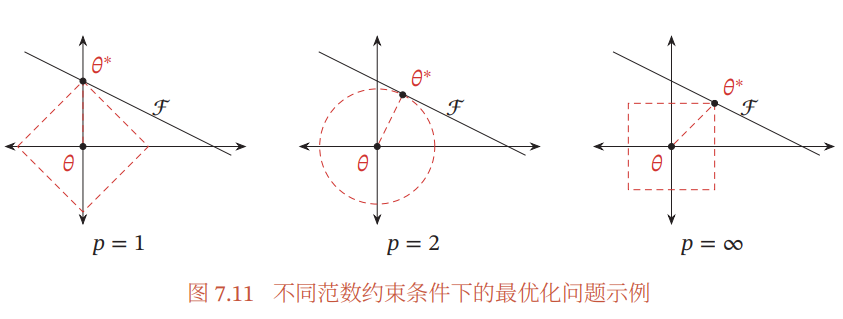 θ*
ℱ
θ
p = 1
θ*
ℱ
θ
p = 2
θ*
ℱ
θ
p = ∞
图 7.11 不同范数约束条件下的最优化问题示例